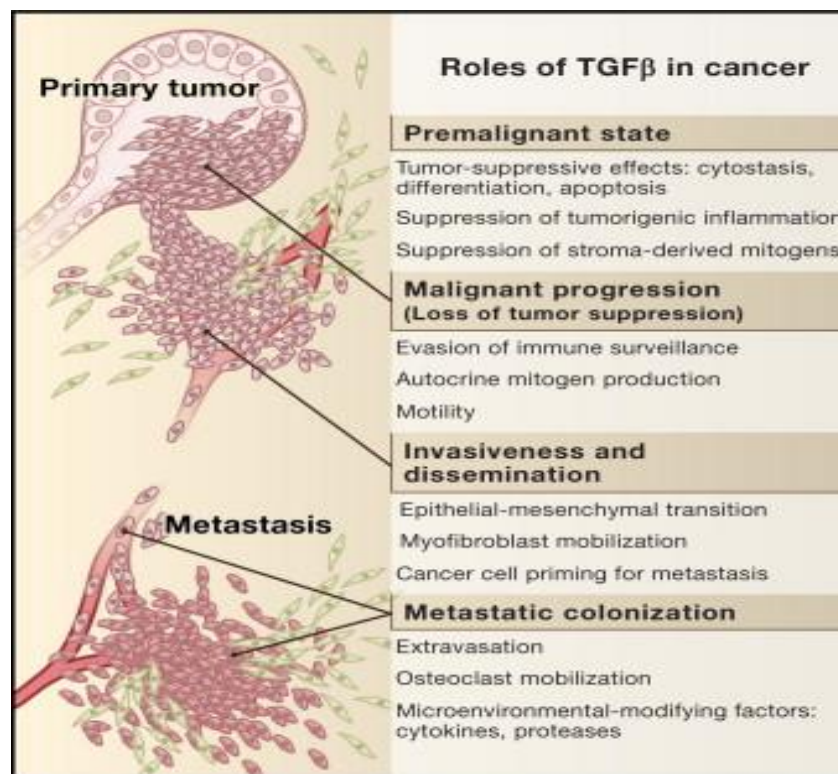 Primary tumor
Metastasis
Roles of TGFβ in cancer
Premalignant state
Tumor-suppressive effects: cytostasis,
differentiation, apoptosis
Suppression of tumorigenic inflammation
Suppression of stroma-derived mitogens
Malignant progression
(Loss of tumor suppression)
Evasion of immune surveillance
Autocrine mitogen production
Motility
Invasiveness and
dissemination
Epithelial-mesenchymal transition
Myofibroblast mobilization
Cancer cell priming for metastasis
Metastatic colonization
Extravasation
Osteoclast mobilization
Microenvironmental-modifying factors:
cytokines, proteases